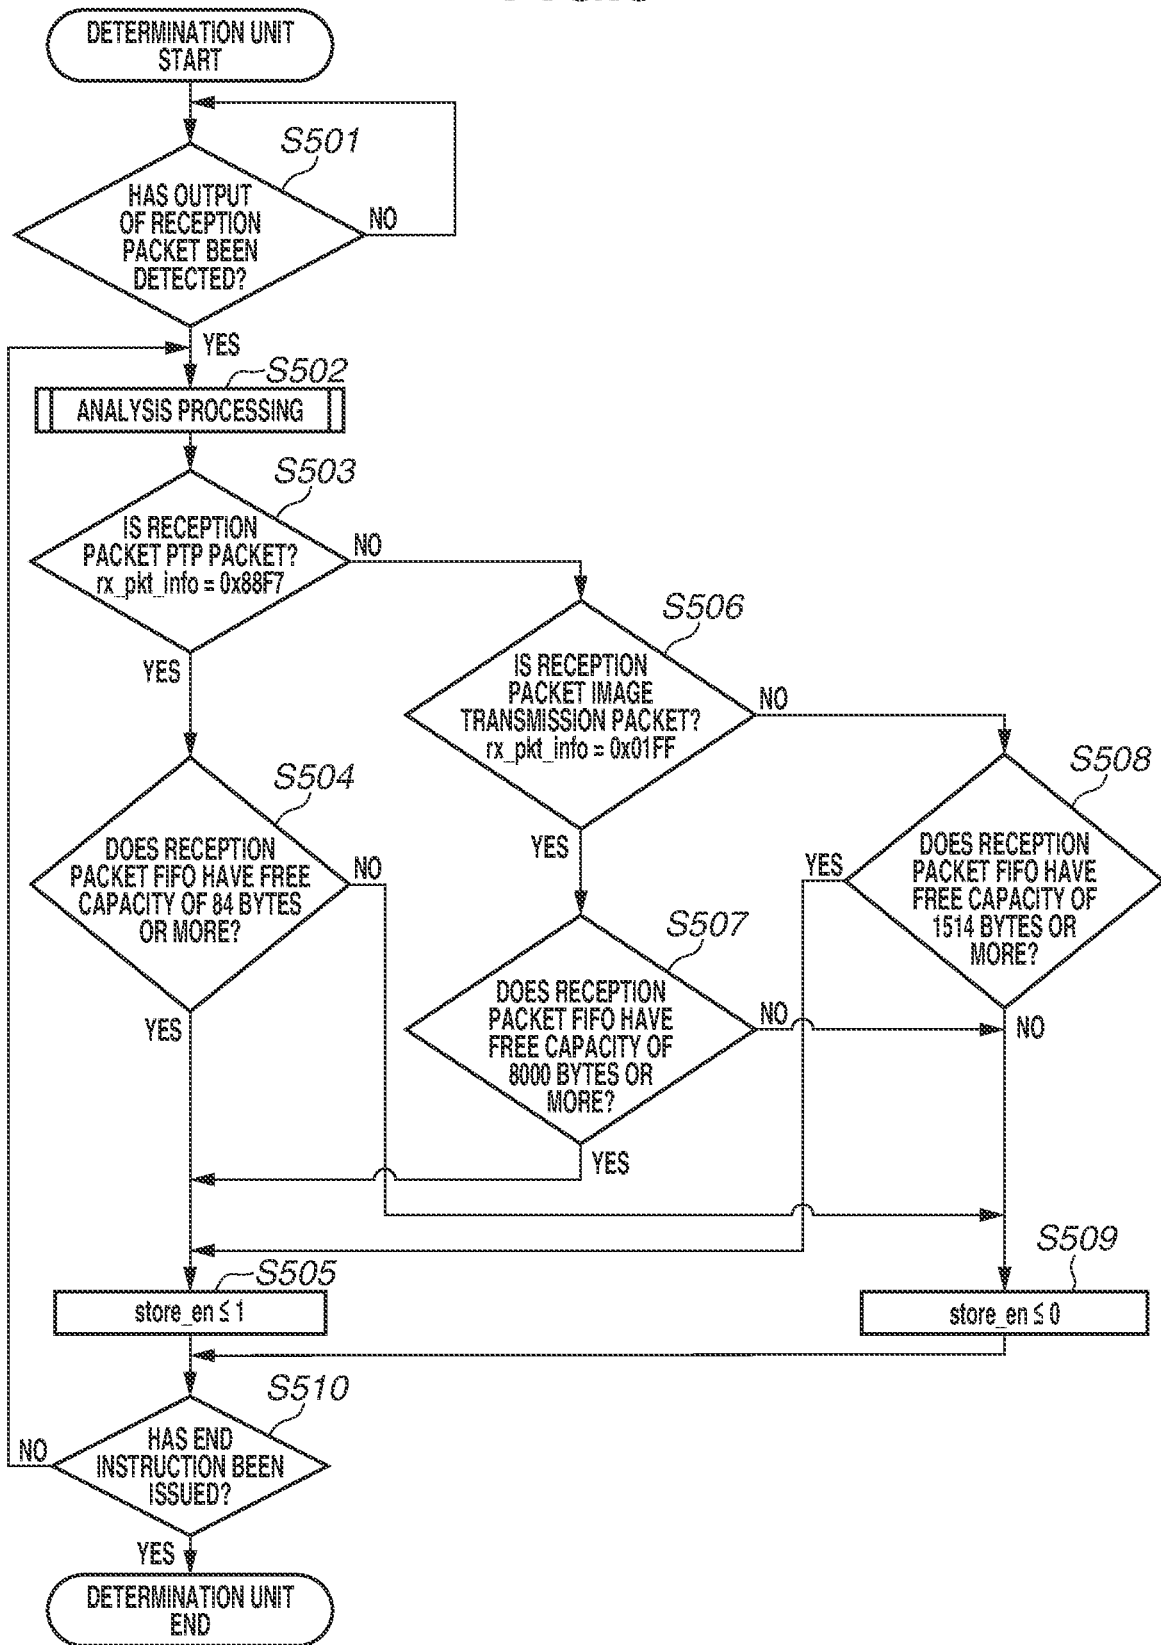 DETERMINATION UNIT
START
S501
HAS OUTPUT
OF RECEPTION
PACKET BEEN
DETECTED?
NO
YES
S502
ANALYSIS PROCESSING
S503
IS RECEPTION
PACKET PTP PACKET?
rx_pkt_info = 0x88F7
NO
YES
S506
IS RECEPTION
PACKET IMAGE
TRANSMISSION PACKET?
rx_pkt_info = 0x01FF
NO
YES
S504
DOES RECEPTION
PACKET FIFO HAVE FREE
CAPACITY OF 84 BYTES
OR MORE?
NO
YES
S508
DOES RECEPTION
PACKET FIFO HAVE
FREE CAPACITY OF
1514 BYTES OR
MORE?
YES
NO
S507
DOES RECEPTION
PACKET FIFO HAVE
FREE CAPACITY OF
8000 BYTES OR
MORE?
NO
YES
S505
store_en ≤ 1
S509
store_en ≤ 0
S510
HAS END
INSTRUCTION BEEN
ISSUED?
NO
YES
DETERMINATION UNIT
END